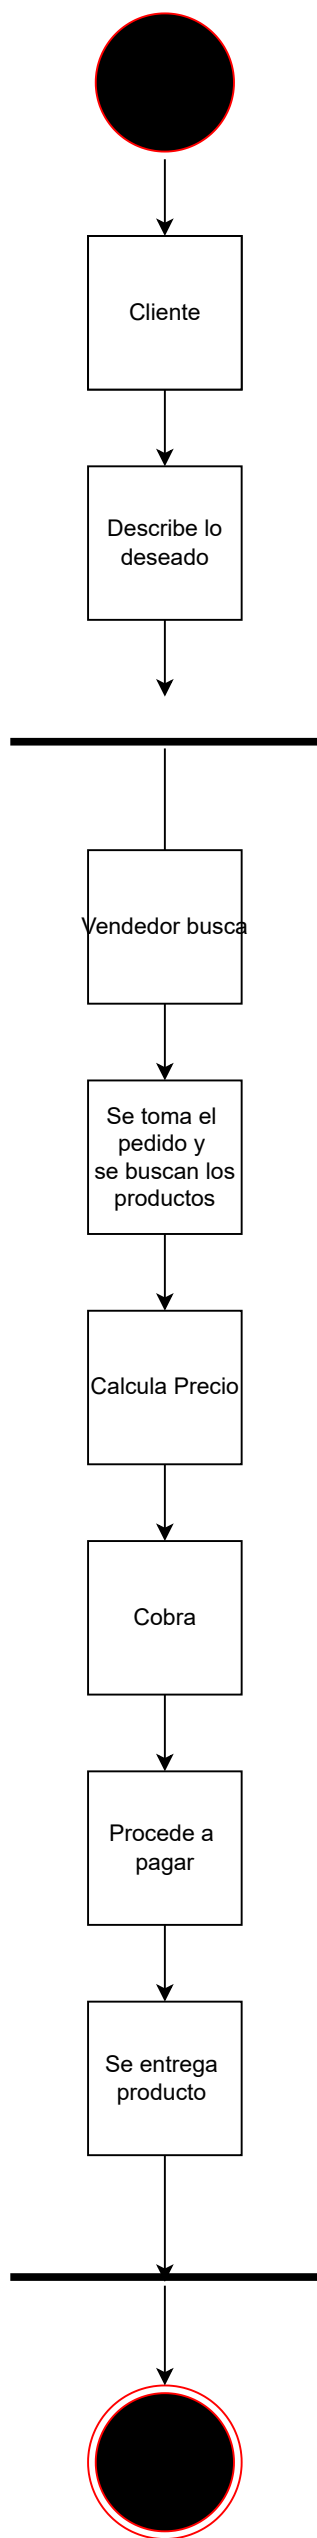 Cliente
Describe lo
deseado
Vendedor busca
Se toma el
pedido y
se buscan los
productos
Calcula Precio
Cobra
Procede a
pagar
Se entrega
producto